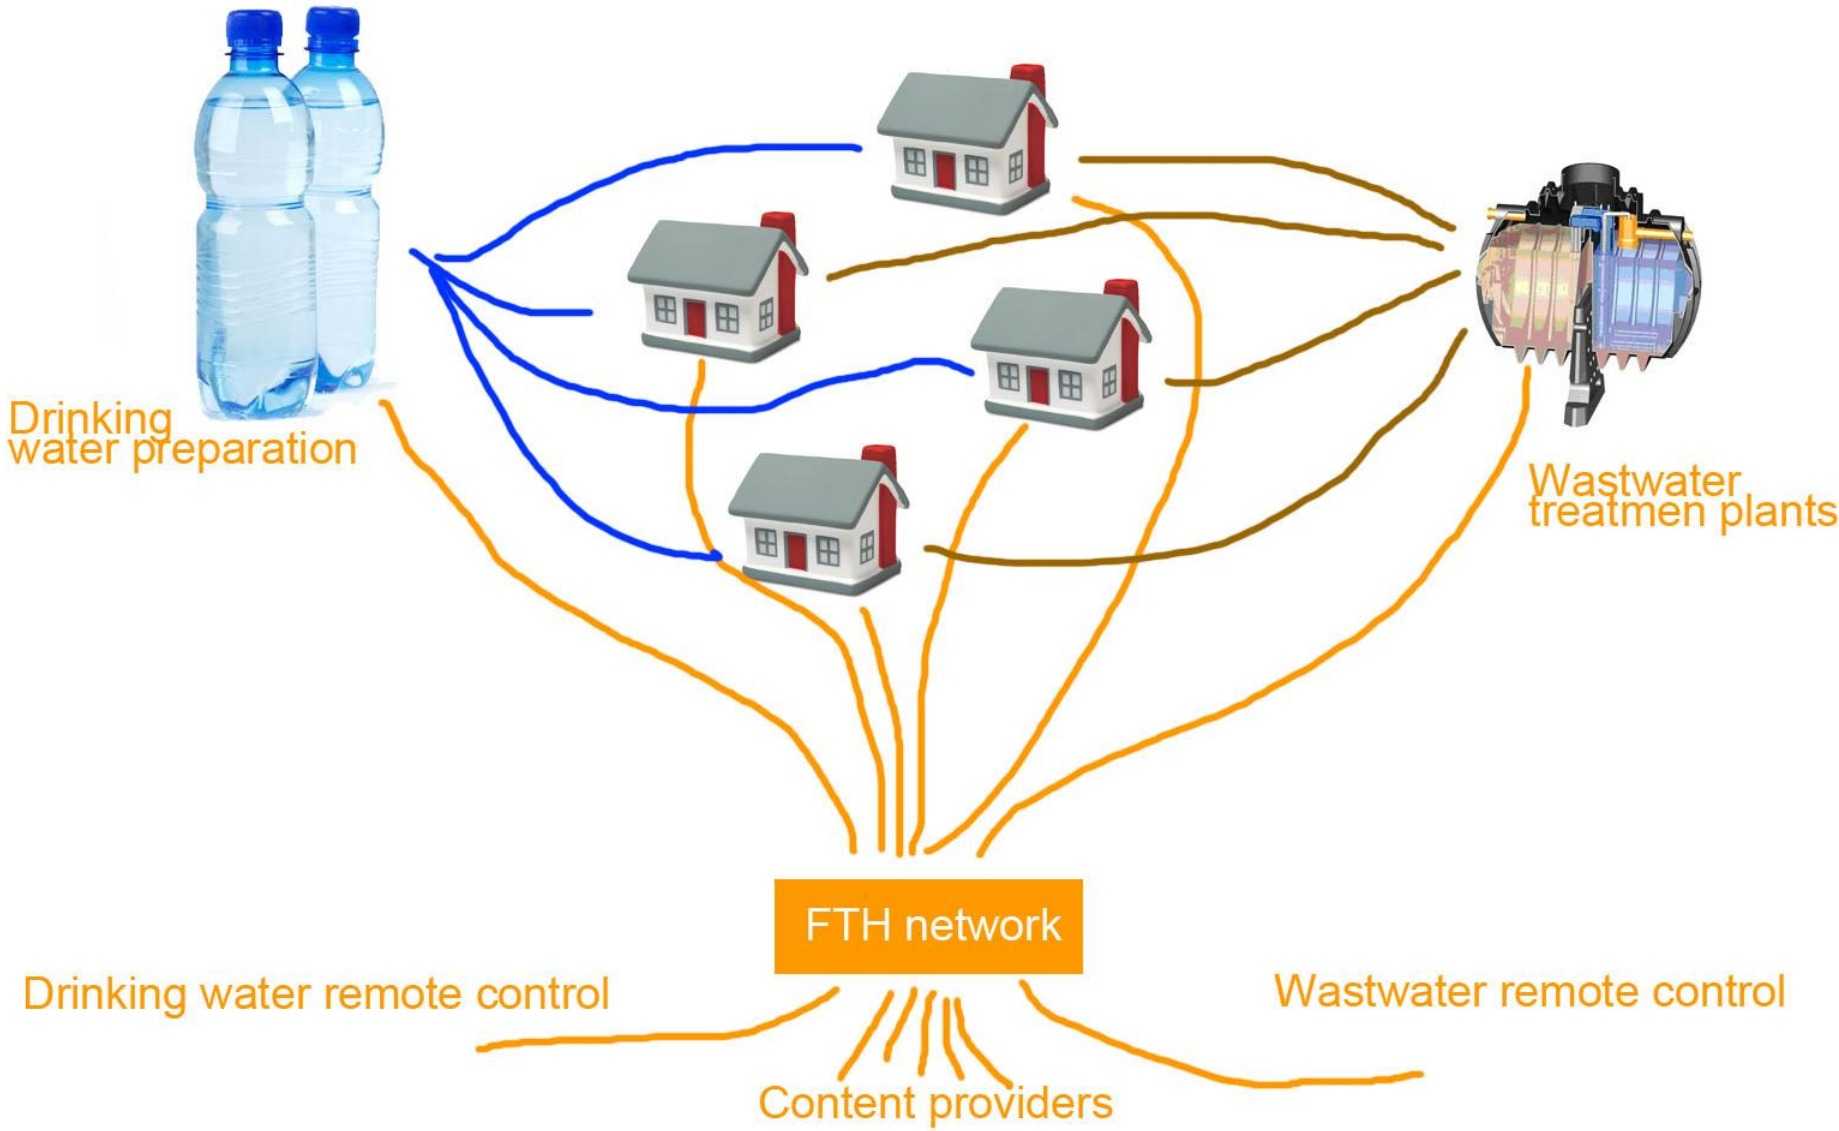 Drinking
water preparation
Wastwater
treatmen plants
FTH network
Drinking water remote control
Wastwater remote control
Content providers